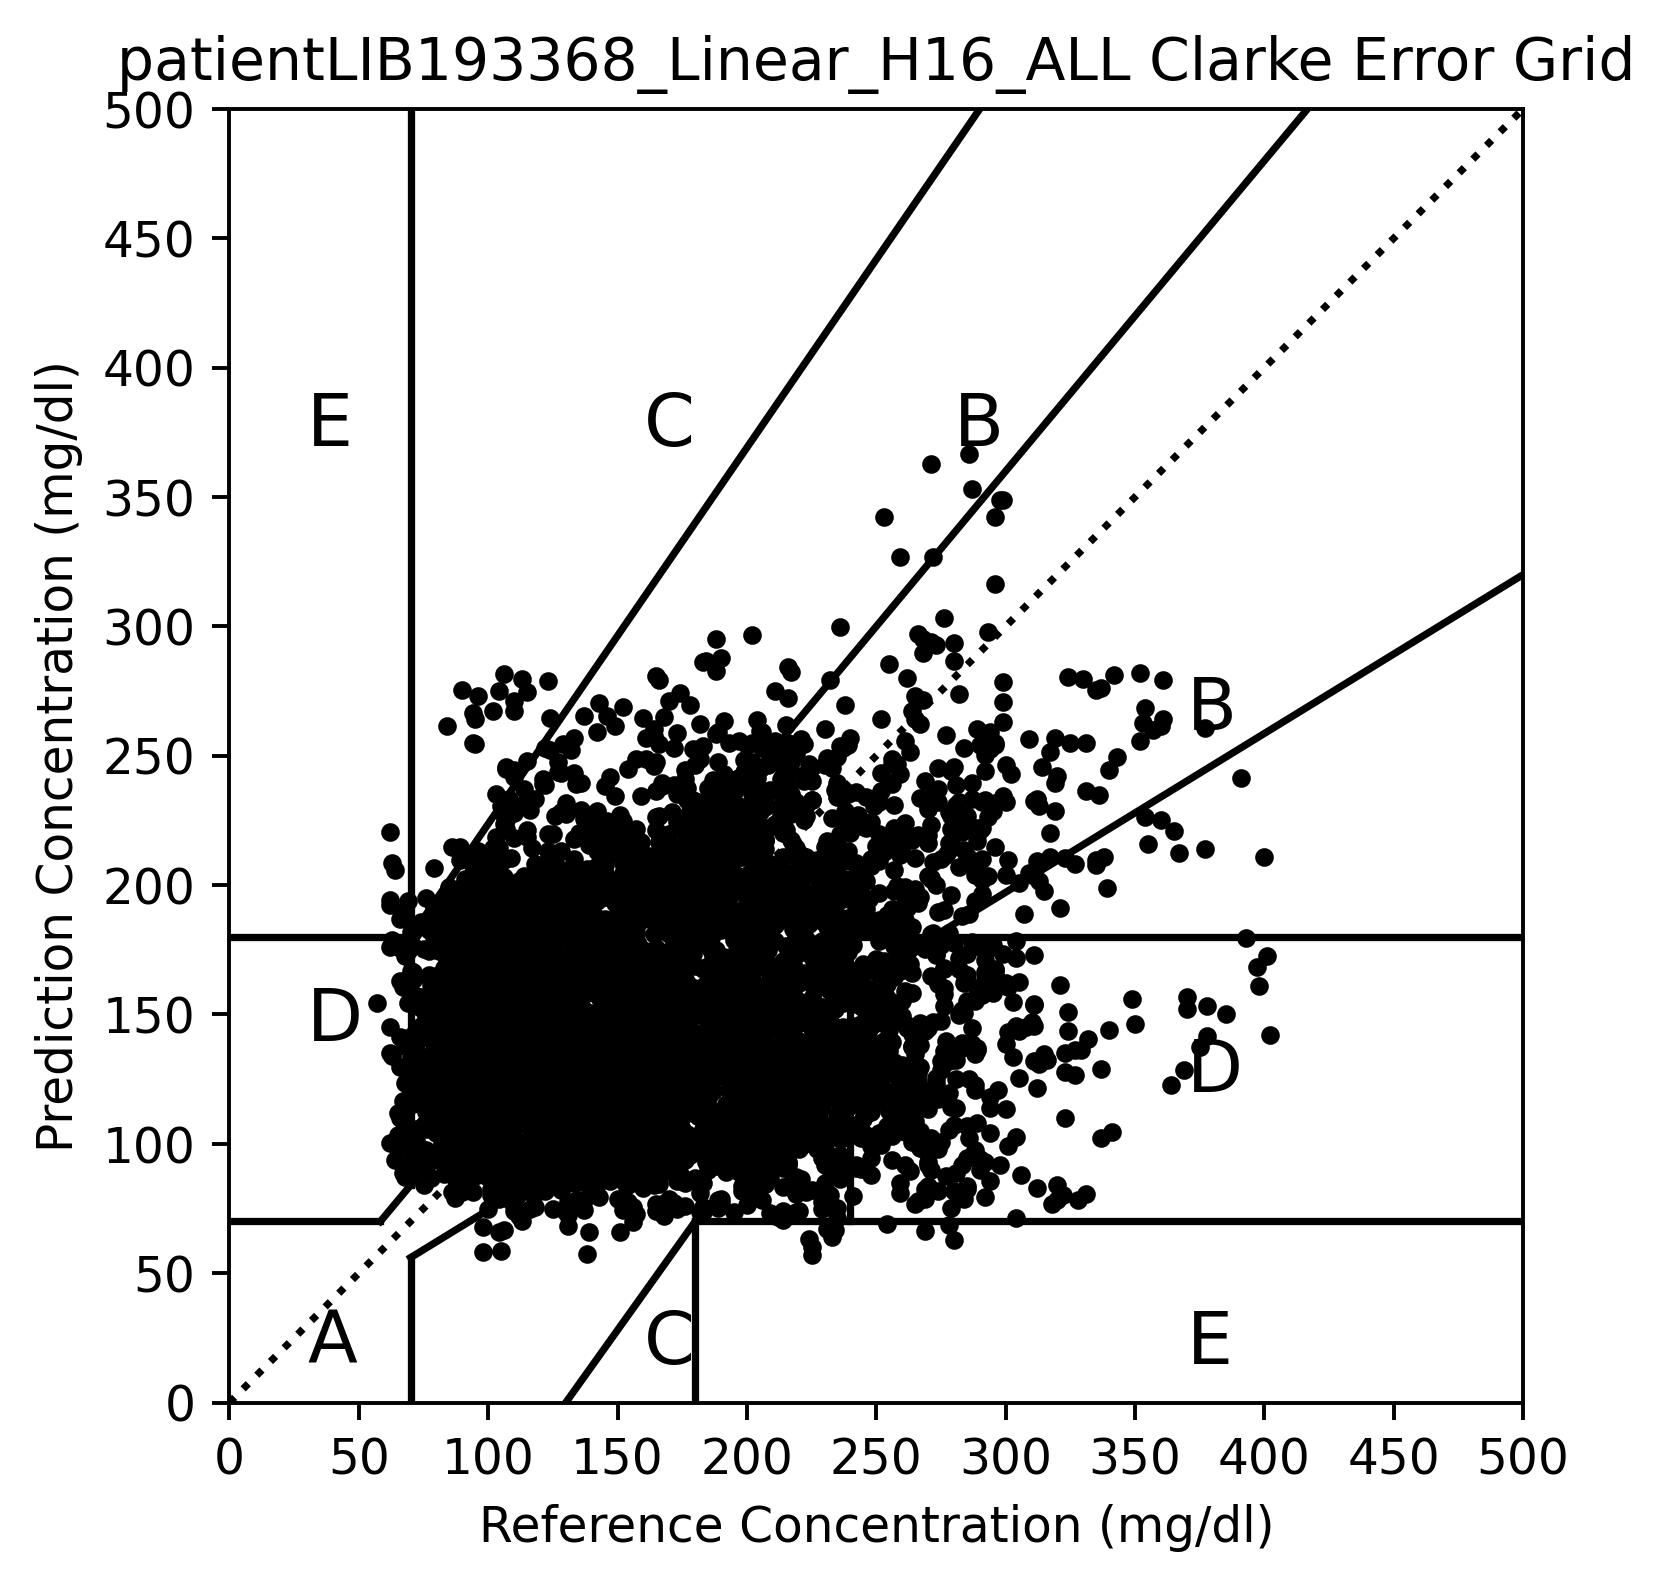 patientLIB193368_Linear_H16_ALL Clarke Error Grid
500
450
400
350
300
250
200
150
100
50
0
Prediction Concentration (mg/dl)
E
C
B
B
D
D
A
C
E
0 50 100 150 200 250 300 350 400 450 500
Reference Concentration (mg/dl)